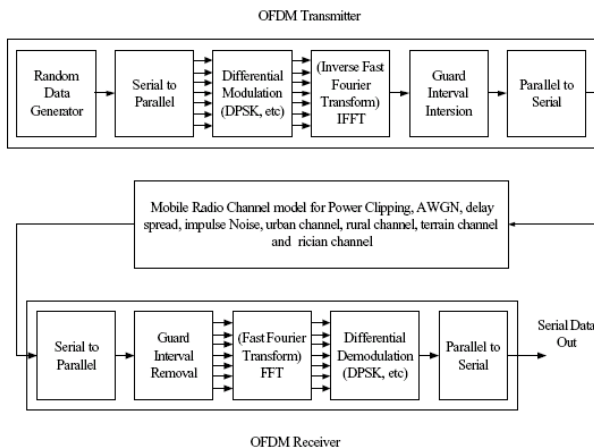 OFDM Transmitter
Random
Data
Generator
Serial to
Parallel
Differential
Modulation
(DPSK, etc)
(Inverse Fast
Fourier
Transform)
IFFT
Guard
Interval
Intersion
Parallel to
Serial
Mobile Radio Channel model for Power Clipping, AWGN, delay
spread, impulse Noise, urban channel, rural channel, terrain channel
and rician channel
Serial to
Parallel
Guard
Interval
Removal
(Fast Fourier
Transform)
FFT
Differential
Demodulation
(DPSK, etc)
Parallel to
Serial
Serial Data
Out
OFDM Receiver